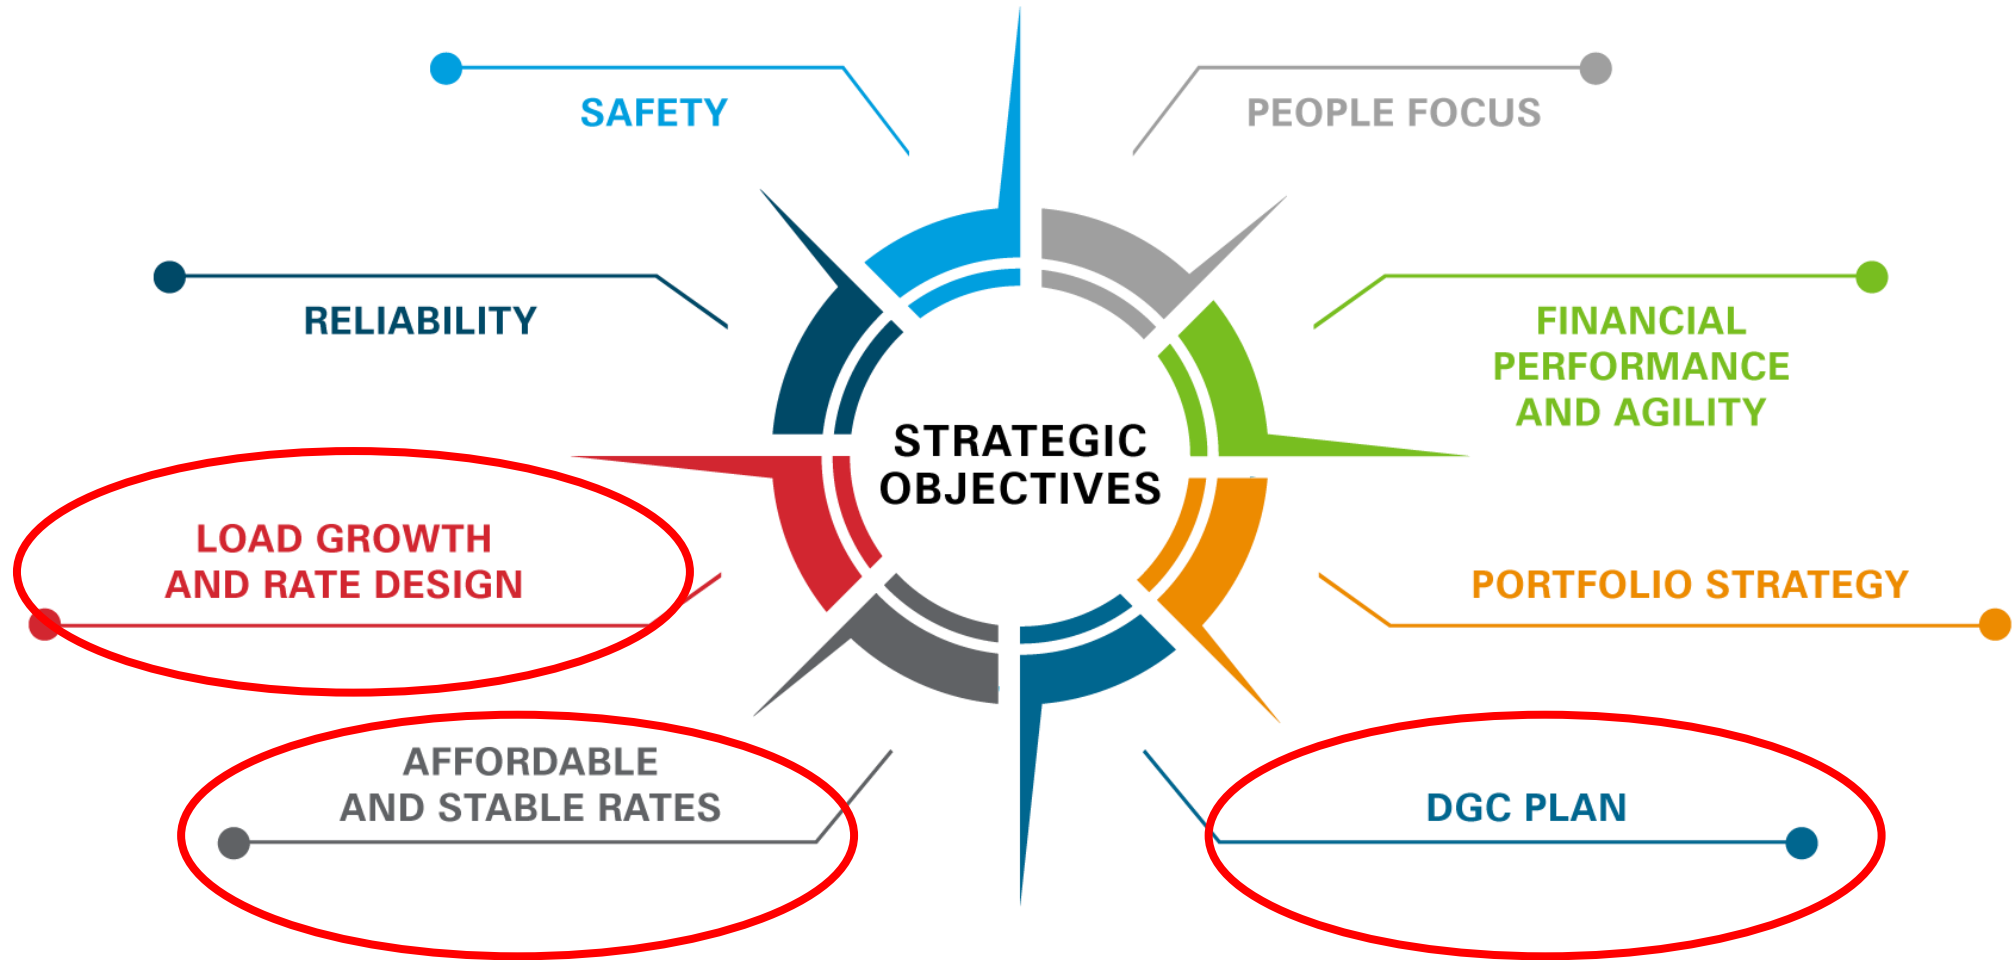 SAFETY
PEOPLE FOCUS
RELIABILITY
FINANCIAL
PERFORMANCE
AND AGILITY
STRATEGIC
OBJECTIVES
LOAD GROWTH
AND RATE DESIGN
PORTFOLIO STRATEGY
AFFORDABLE
AND STABLE RATES
DGC PLAN